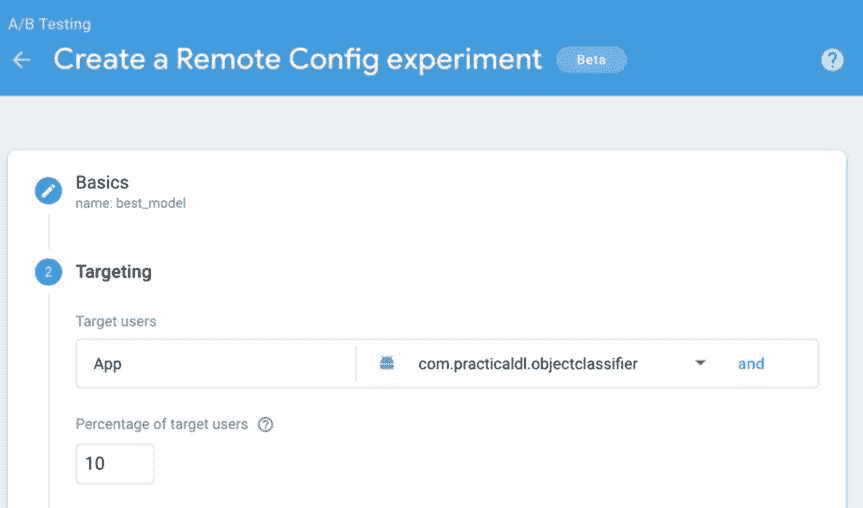 A/B Testing
Create a Remote Config experiment Beta ?
Basics
name: best_model
2 Targeting
Target users
App com.practicaldl.objectclassifier and
Percentage of target users ?
10